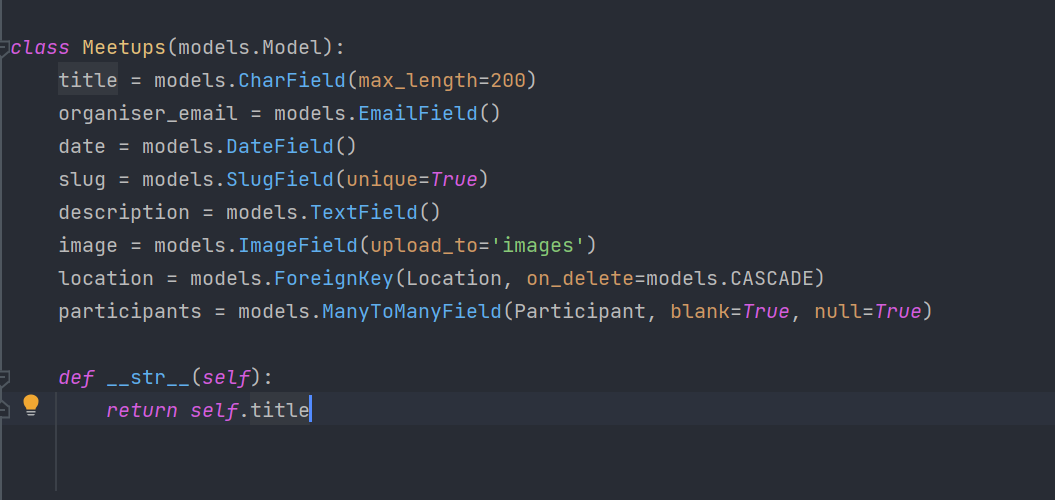 class Meetups(models.Model):
    title = models.CharField(max_length=200)
    organiser_email = models.EmailField()
    date = models.DateField()
    slug = models.SlugField(unique=True)
    description = models.TextField()
    image = models.ImageField(upload_to='images')
    location = models.ForeignKey(Location, on_delete=models.CASCADE)
    participants = models.ManyToManyField(Participant, blank=True, null=True)
    def __str__(self):
        return self.title